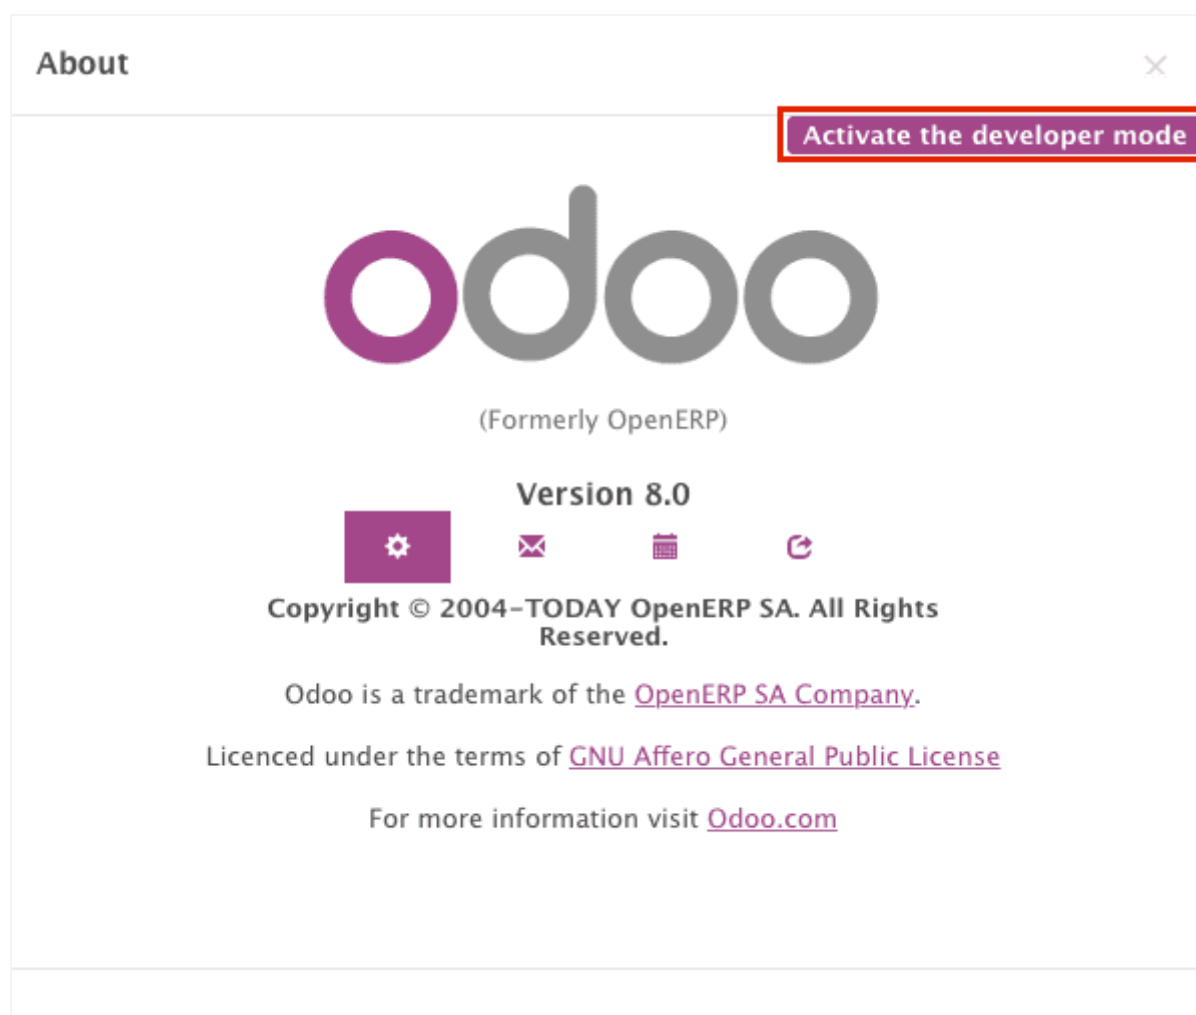 About
Activate the developer mode
odoo
(Formerly OpenERP)
Version 8.0
Copyright © 2004-TODAY OpenERP SA. All Rights
Reserved.
Odoo is a trademark of the OpenERP SA Company.
Licenced under the terms of GNU Affero General Public License
For more information visit Odoo.com